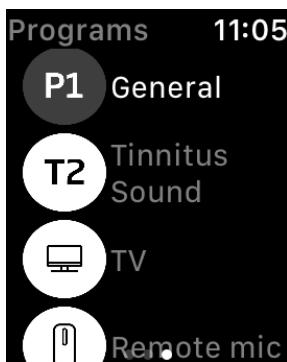 Programs 11:05
P1 General
T2 Tinnitus
Sound
TV
Remote mic